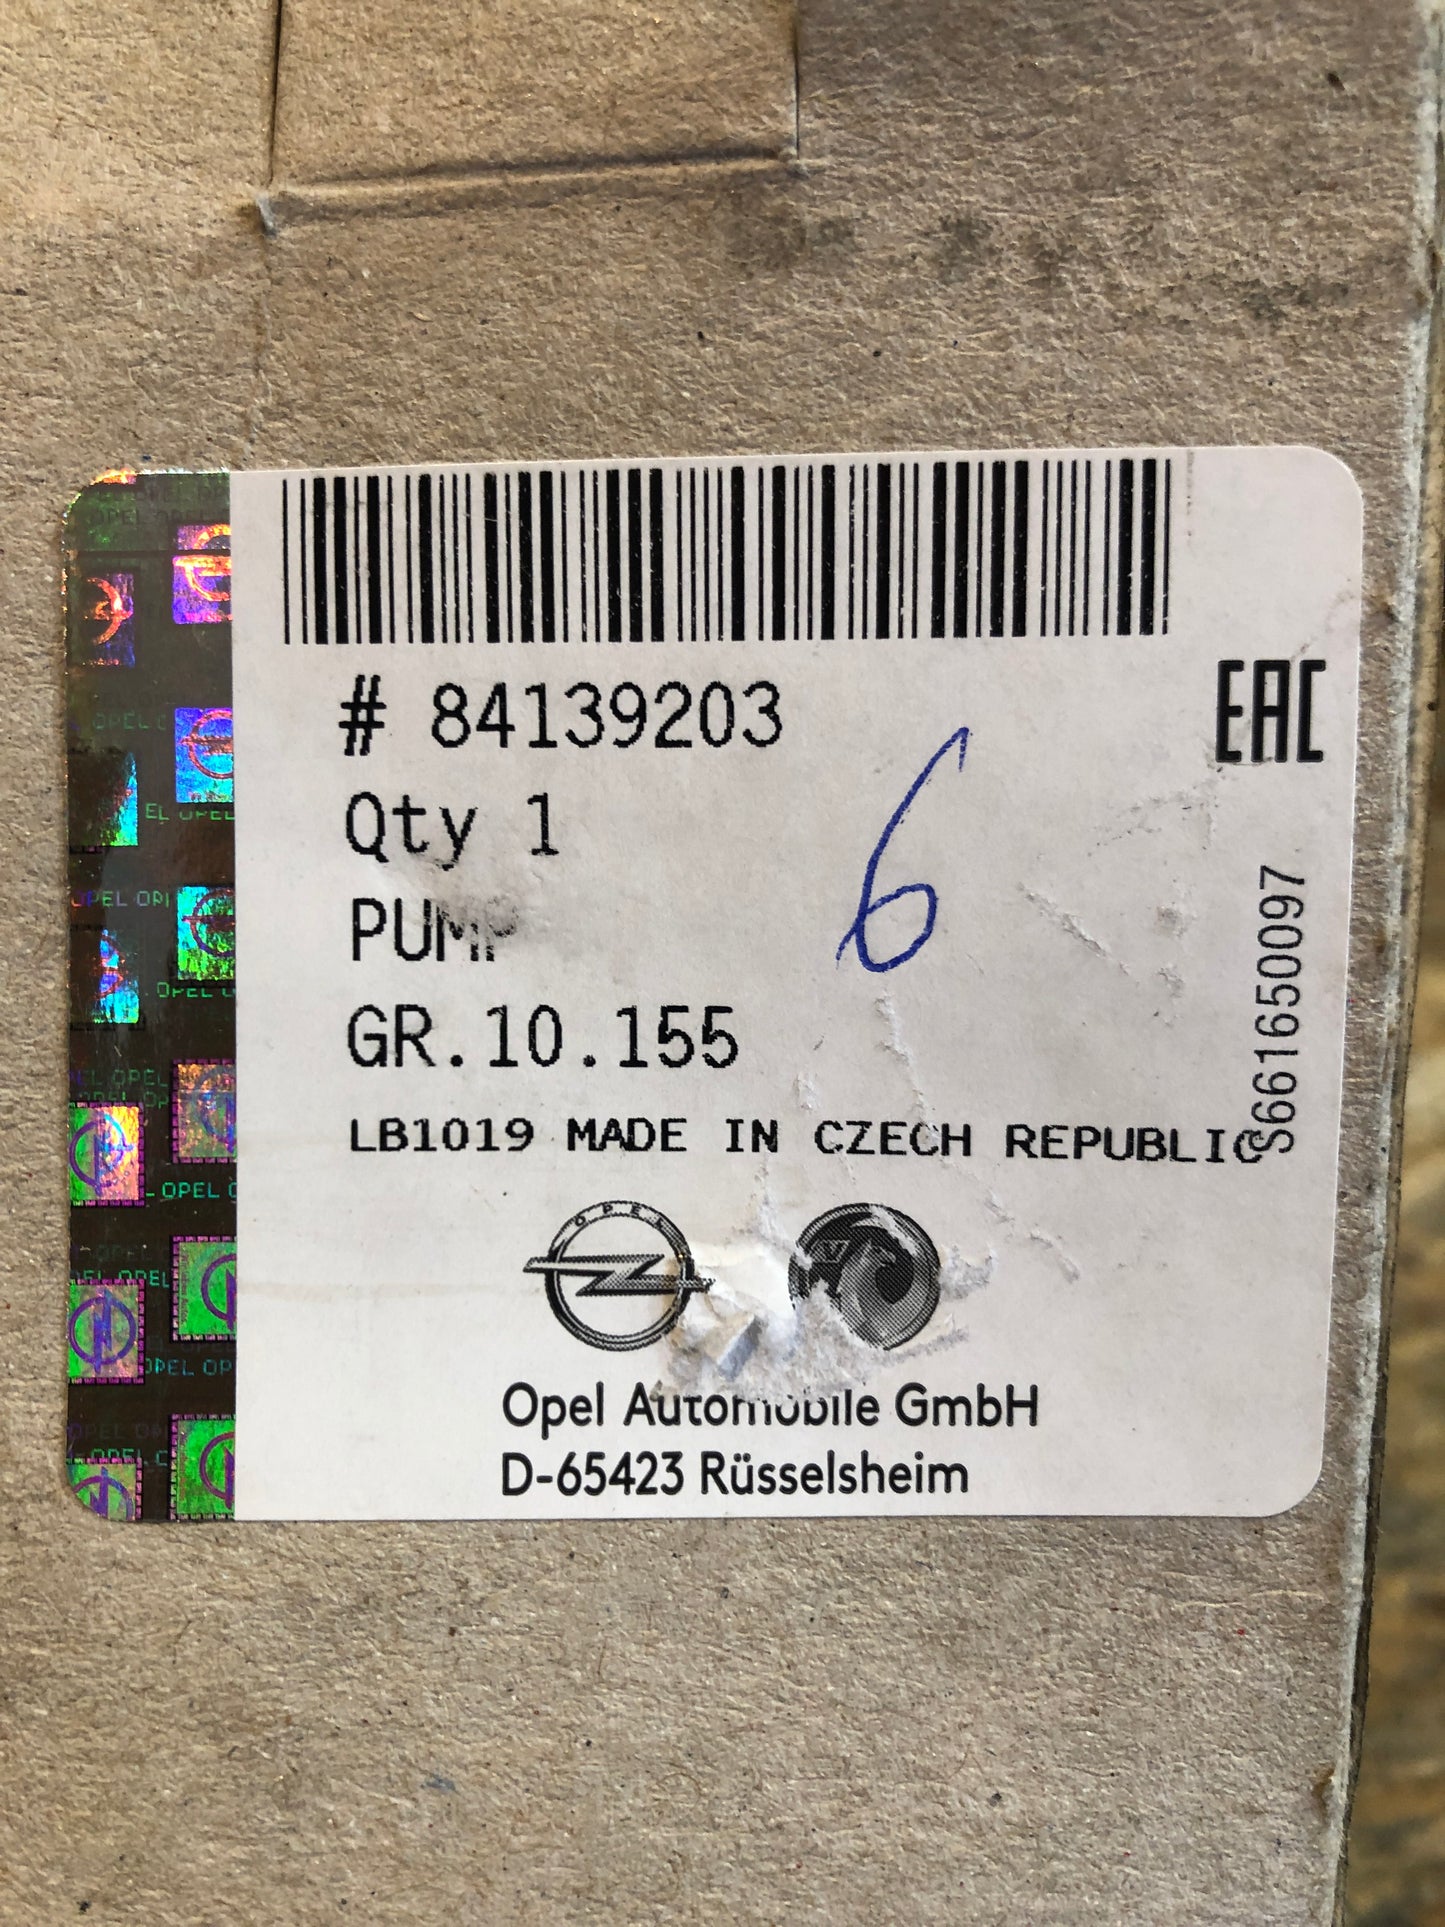 # 84139203
EAC
Qty 1
6
PUMP
GR.10.155
S661650097
LB1019 MADE IN CZECH REPUBLIC
OPEL
Opel Automobile GmbH
D-65423 Rüsselsheim